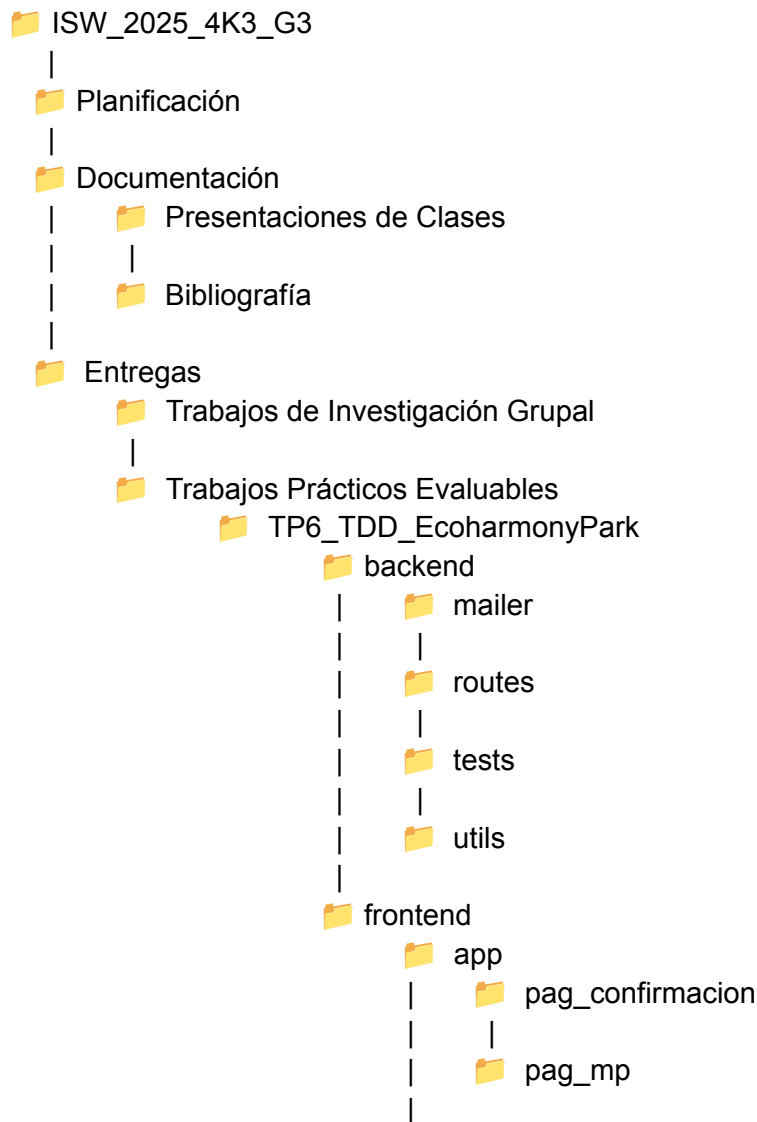 ISW_2025_4K3_G3
|
Planificación
|
Documentación
| Presentaciones de Clases
| |
| Bibliografía
|
Entregas
Trabajos de Investigación Grupal
|
Trabajos Prácticos Evaluables
TP6_TDD_EcoharmonyPark
backend
| mailer
| |
| routes
| |
| tests
| |
| utils
|
frontend
app
| pag_confirmacion
| |
| pag_mp
|